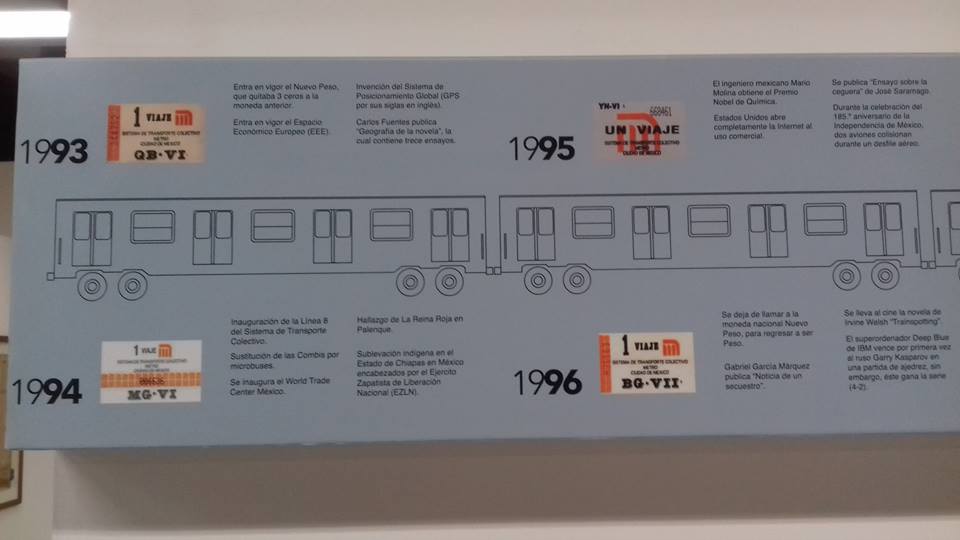 1993
1 VIAJE
SISTEMA DE TRANSPORTE COLECTIVO
METRO
CIUDAD DE MEXICO
QB·VI
Entra en vigor el Nuevo Peso,
que quitaba 3 ceros a la
moneda anterior.
Entra en vigor el Espacio
Económico Europeo (EEE).
Invención del Sistema de
Posicionamiento Global (GPS
por sus siglas en inglés).
Carlos Fuentes publica
"Geografía de la novela", la
cual contiene trece ensayos.
1995
YN-VI
569461
UN VIAJE
SISTEMA DE TRANSPORTE COLECTIVO
METRO
CIUDAD DE MEXICO
El ingeniero mexicano Mario
Molina obtiene el Premio
Nobel de Química.
Estados Unidos abre
completamente la Internet al
uso comercial.
Se publica "Ensayo sobre la
ceguera" de José Saramago.
Durante la celebración del
185.º aniversario de la
Independencia de México,
dos aviones colisionan
durante un desfile aéreo.
1994
1 VIAJE
SISTEMA DE TRANSPORTE COLECTIVO
METRO
CIUDAD DE MEXICO
MG·VI
Inauguración de la Línea 8
del Sistema de Transporte
Colectivo.
Sustitución de las Combis por
microbuses.
Se inaugura el World Trade
Center México.
Hallazgo de La Reina Roja en
Palenque.
Sublevación indígena en el
Estado de Chiapas en México
encabezados por el Ejercito
Zapatista de Liberación
Nacional (EZLN).
1996
1 VIAJE
SISTEMA DE TRANSPORTE COLECTIVO
METRO
CIUDAD DE MEXICO
BG·VII
Se deja de llamar a la
moneda nacional Nuevo
Peso, para regresar a ser
Peso.
Gabriel García Márquez
publica "Noticia de un
secuestro".
Se lleva al cine la novela de
Irvine Welsh "Trainspotting".
El superordenador Deep Blue
de IBM vence por primera vez
al ruso Garry Kasparov en
una partida de ajedrez, sin
embargo, éste gana la serie
(4-2).